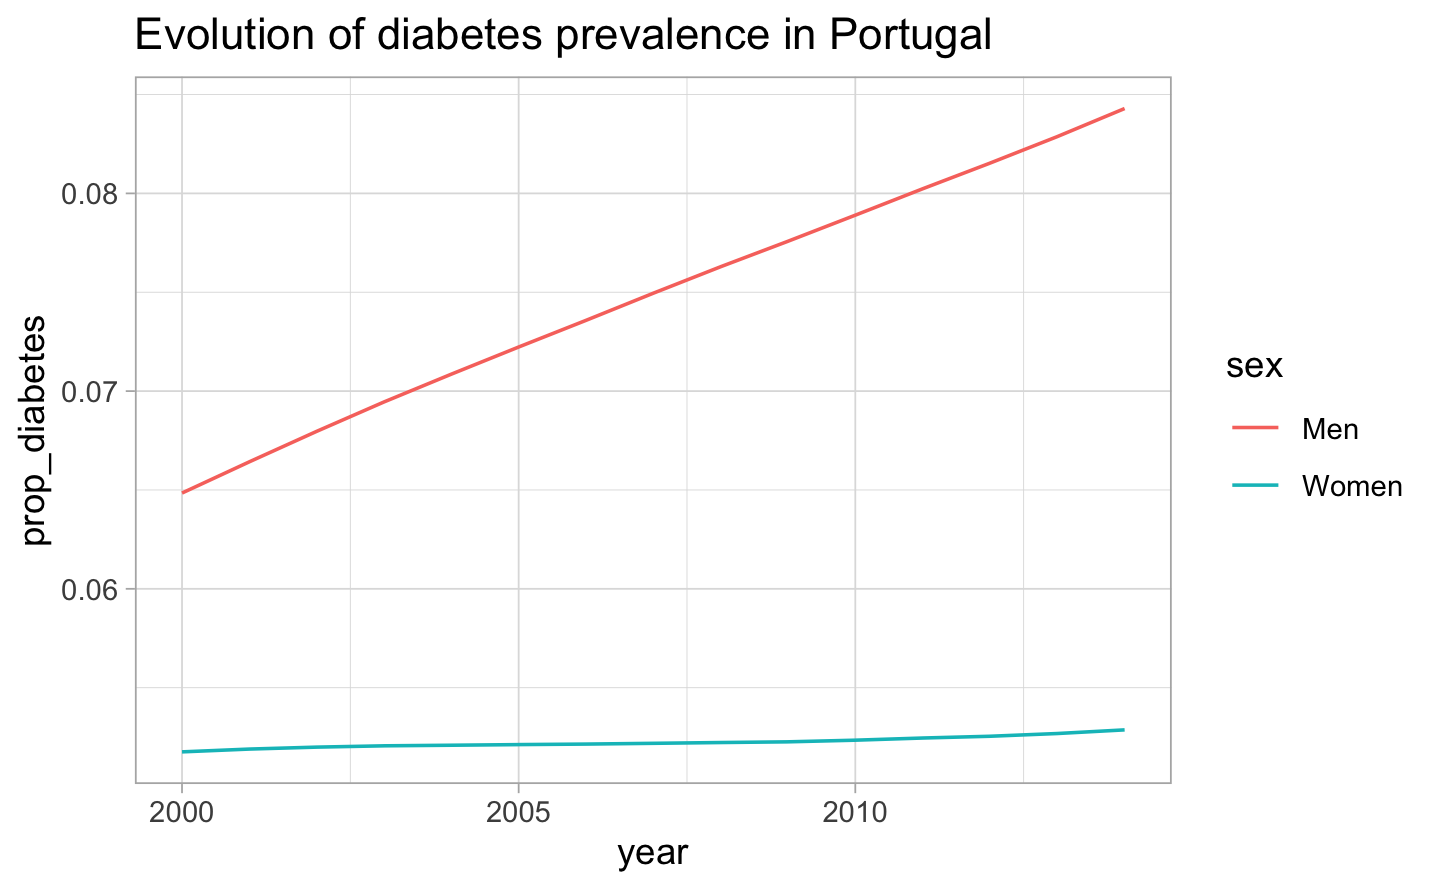 Evolution of diabetes prevalence in Portugal
prop_diabetes
0.08
0.07
0.06
2000 2005 2010
year
sex
Men
Women